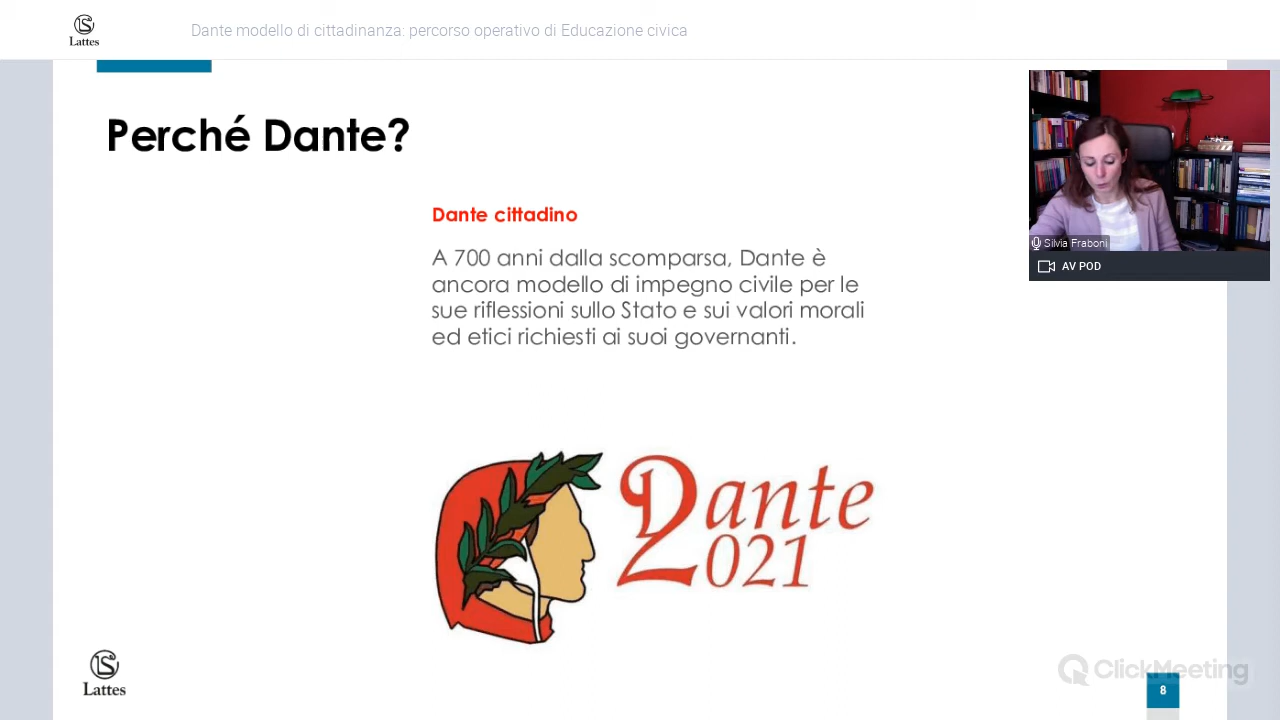 Lattes
Dante modello di cittadinanza: percorso operativo di Educazione civica
Perché Dante?
Dante cittadino
A 700 anni dalla scomparsa, Dante è
ancora modello di impegno civile per le
sue riflessioni sullo Stato e sui valori morali
ed etici richiesti ai suoi governanti.
Silvia Fraboni
AV POD
Dante
2021
Lattes
ClickMeeting
8